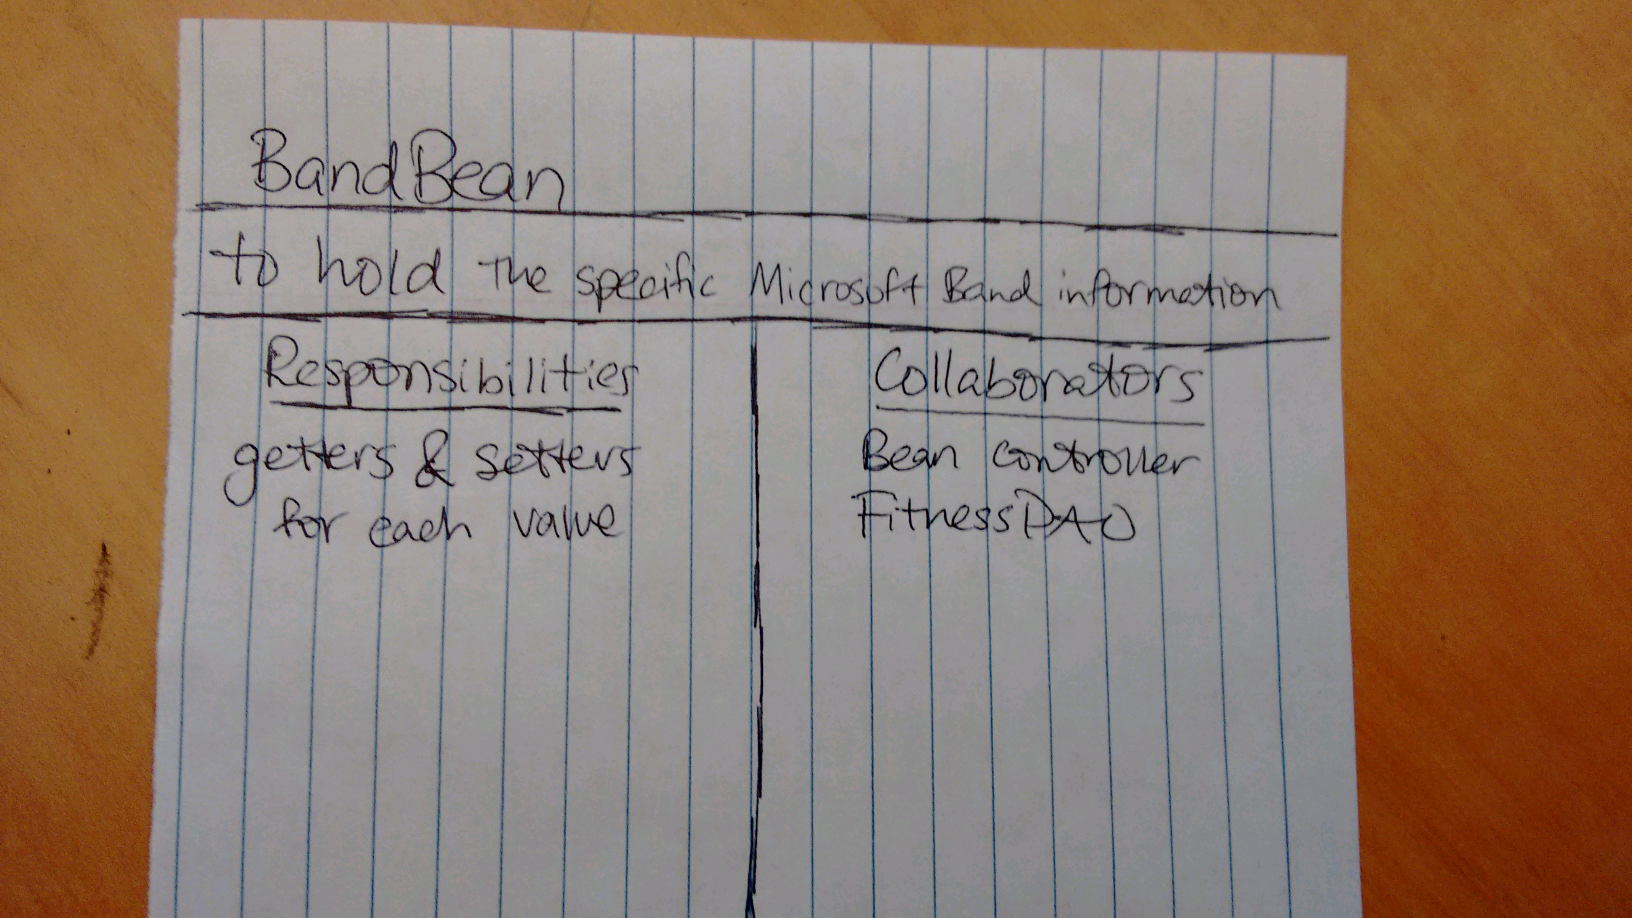 BandBean
to hold the specific Microsoft Band information
Responsibilities
getters & setters
for each value
Collaborators
Bean controller
FitnessDAO